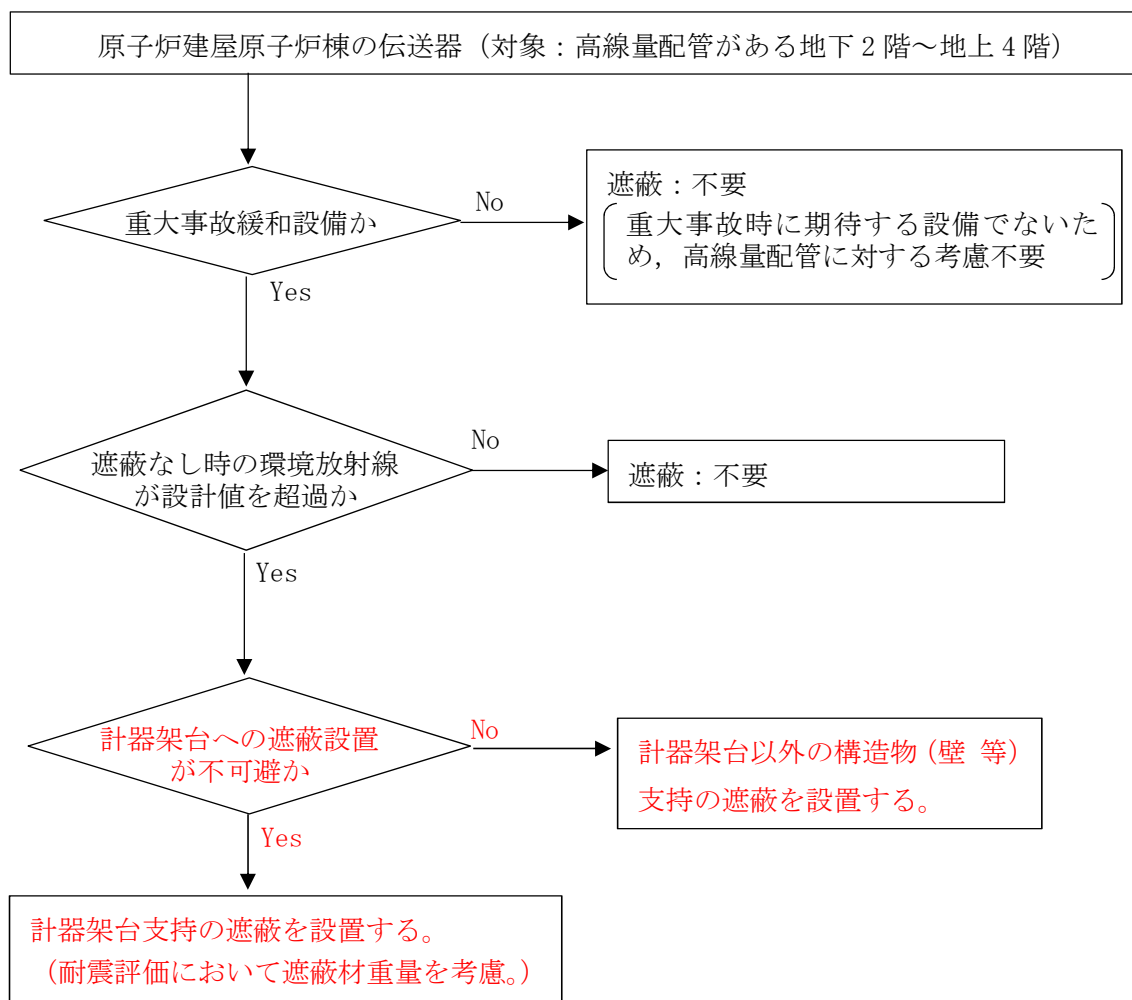 原子炉建屋原子炉棟の伝送器（対象：高線量配管がある地下２階～地上４階）
重大事故緩和設備か
No
遮蔽：不要
重大事故時に期待する設備でないた
め，高線量配管に対する考慮不要
Yes
遮蔽なし時の環境放射線
が設計値を超過か
No
遮蔽：不要
Yes
計器架台への遮蔽設置
が不可避か
No
計器架台以外の構造物（壁 等）
支持の遮蔽を設置する。
Yes
計器架台支持の遮蔽を設置する。
（耐震評価において遮蔽材重量を考慮。）